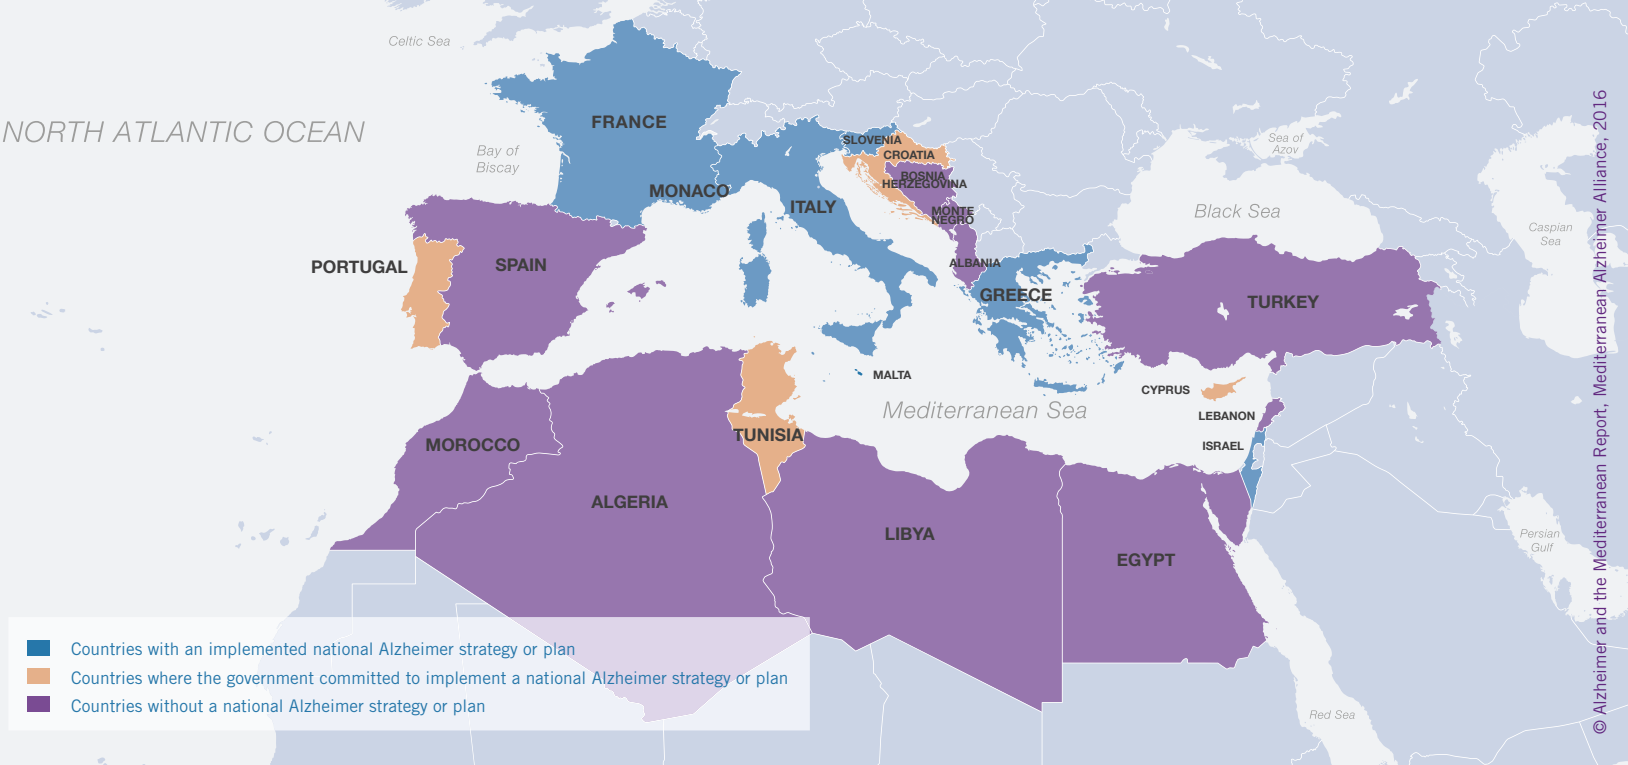 Celtic Sea
NORTH ATLANTIC OCEAN
Bay of
Biscay
FRANCE
MONACO
ITALY
SLOVENIA
CROATIA
BOSNIA
HERZEGOVINA
MONTE
NEGRO
ALBANIA
GREECE
Sea of
Azov
Black Sea
Caspian
Sea
PORTUGAL
SPAIN
TURKEY
MALTA
CYPRUS
Mediterranean Sea
LEBANON
ISRAEL
MOROCCO
TUNISIA
ALGERIA
LIBYA
EGYPT
Persian
Gulf
Red Sea
Countries with an implemented national Alzheimer strategy or plan
Countries where the government committed to implement a national Alzheimer strategy or plan
Countries without a national Alzheimer strategy or plan
© Alzheimer and the Mediterranean Report, Mediterranean Alzheimer Alliance, 2016